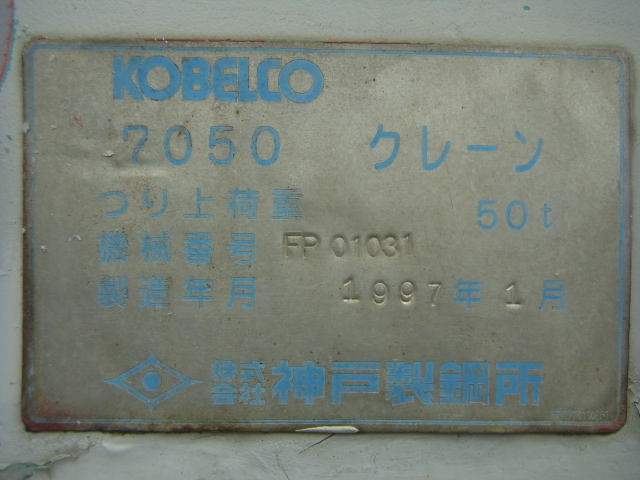 KOBELCO
7050 クレーン
つり上荷重 50t
機械番号 FP 01031
製造年月 1997年1月
株式会社 神戸製鋼所